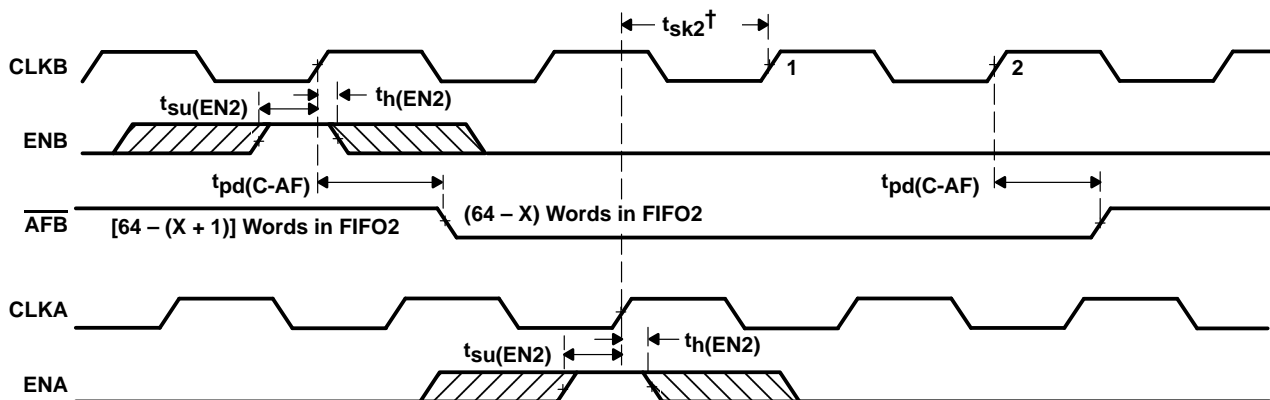 tsk2†
CLKB
1
2
tsu(EN2)
th(EN2)
ENB
tpd(C-AF)
tpd(C-AF)
AFB
[64 – (X + 1)] Words in FIFO2
(64 – X) Words in FIFO2
CLKA
tsu(EN2)
th(EN2)
ENA